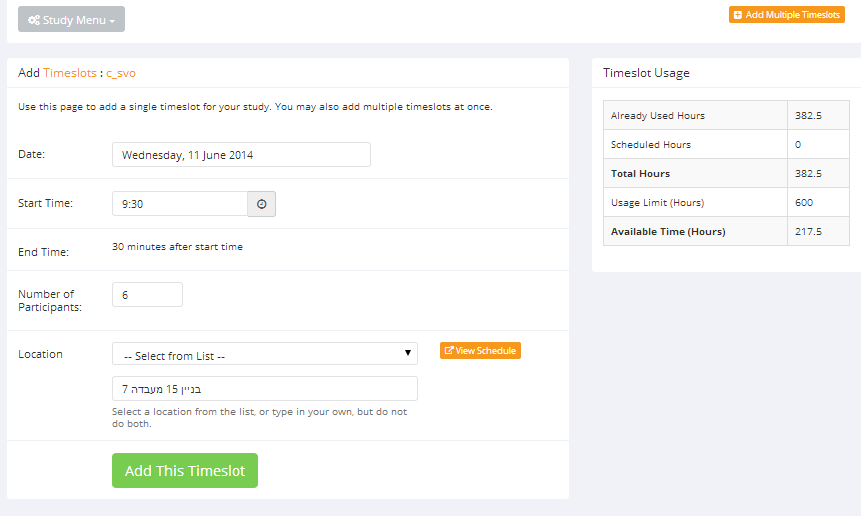 Study Menu
Add Multiple Timeslots
Add Timeslots : c_svo
Use this page to add a single timeslot for your study. You may also add multiple timeslots at once.
Date:
Wednesday, 11 June 2014
Start Time:
9:30
End Time:
30 minutes after start time
Number of
Participants:
6
Location
-- Select from List --
View Schedule
בניין 15 מעבדה 7
Select a location from the list, or type in your own, but do not
do both.
Add This Timeslot
Timeslot Usage
Already Used Hours 382.5
Scheduled Hours 0
Total Hours 382.5
Usage Limit (Hours) 600
Available Time (Hours) 217.5